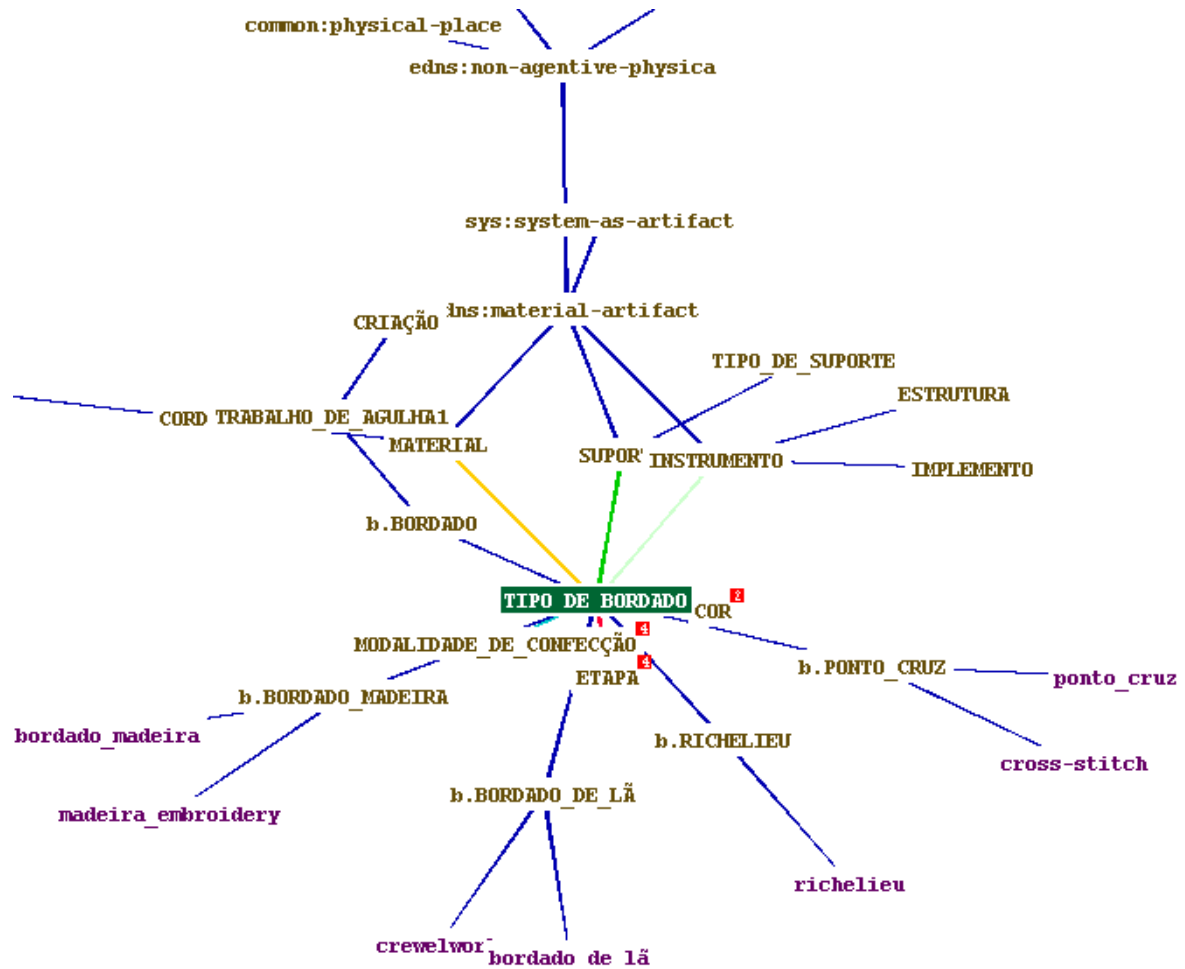 common:physical-place
edns:non-agentive-physica
sys:system-as-artifact
dns:material-artifact
CRIAÇÃO
TIPO_DE_SUPORTE
ESTRUTURA
CORD
TRABALHO_DE_AGULHA1
MATERIAL
SUPOR
INSTRUMENTO
IMPLEMENTO
b.BORDADO
TIPO DE BORDADO
COR 2
MODALIDADE_DE_CONFECÇÃO 4
ETAPA 4
b.PONTO_CRUZ
ponto_cruz
b.BORDADO_MADEIRA
bordado_madeira
b.RICHELIEU
cross-stitch
b.BORDADO_DE_LÃ
madeira_embroidery
richelieu
crewelwor
bordado de lã